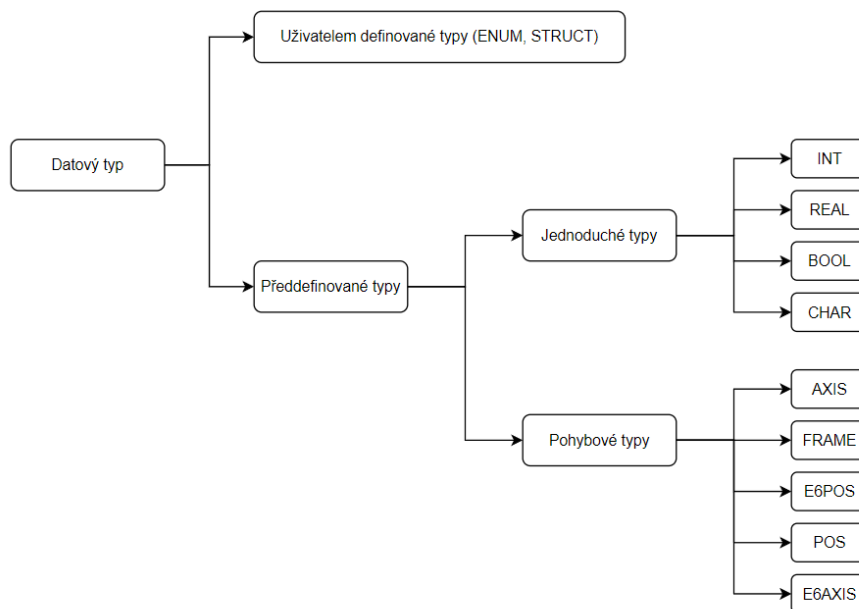 Uživatelem definované typy (ENUM, STRUCT)
Datový typ
Předdefinované typy
Jednoduché typy
INT
REAL
BOOL
CHAR
Pohybové typy
AXIS
FRAME
E6POS
POS
E6AXIS